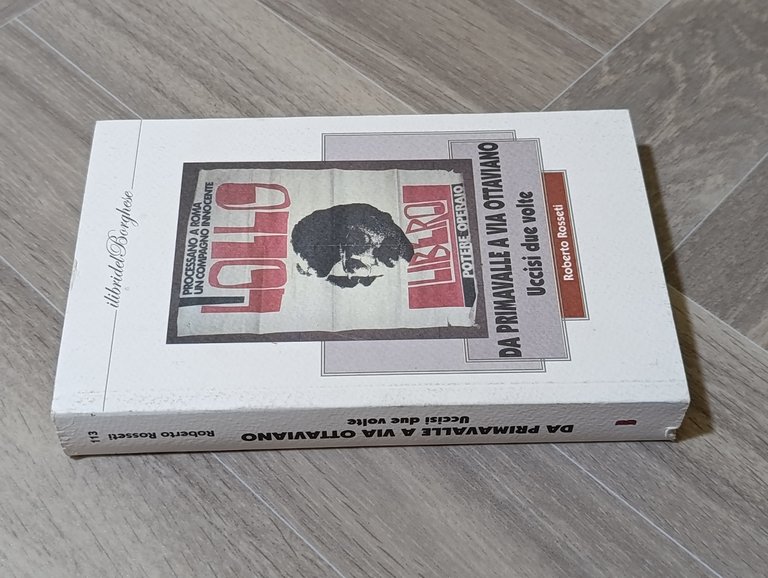 ilibridelBorghese
PROCESSANO A ROMA
UN COMPAGNO INNOCENTE
LOLLO
LIBERO
POTERE OPERAIO
DA PRIMAVALLE A VIA OTTAVIANO
Uccisi due volte
Roberto Rosseti
113
Roberto Rosseti
DA PRIMAVALLE A VIA OTTAVIANO
Uccisi due volte